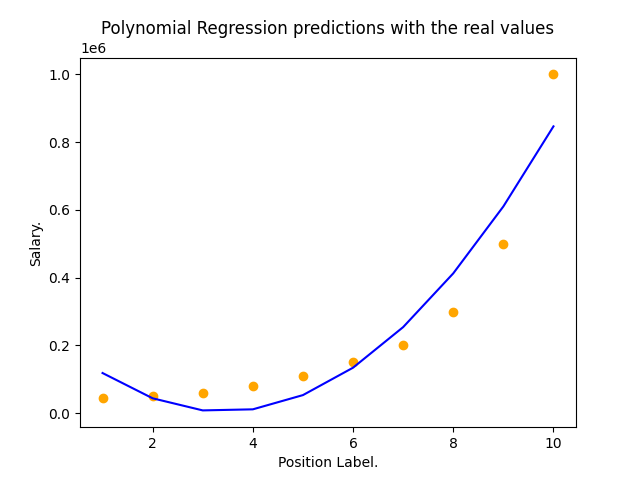 Polynomial Regression predictions with the real values
1e6
1.0
0.8
0.6
0.4
0.2
0.0
Salary.
2 4 6 8 10
Position Label.